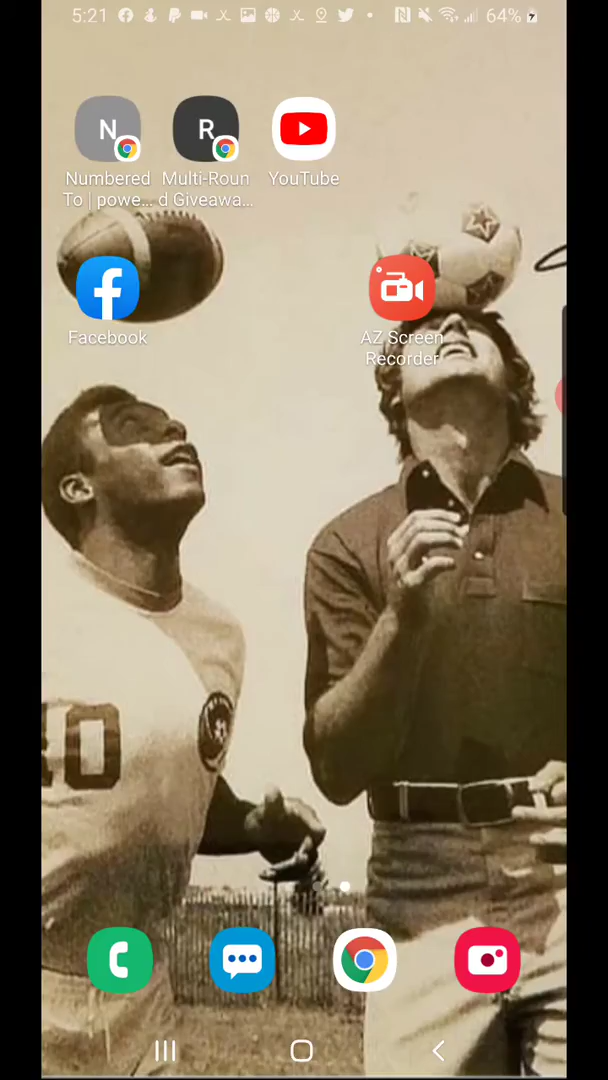 5:21
64%
N
R
Numbered
To | powe...
Multi-Roun
d Giveawa...
YouTube
Facebook
AZ Screen
Recorder
10